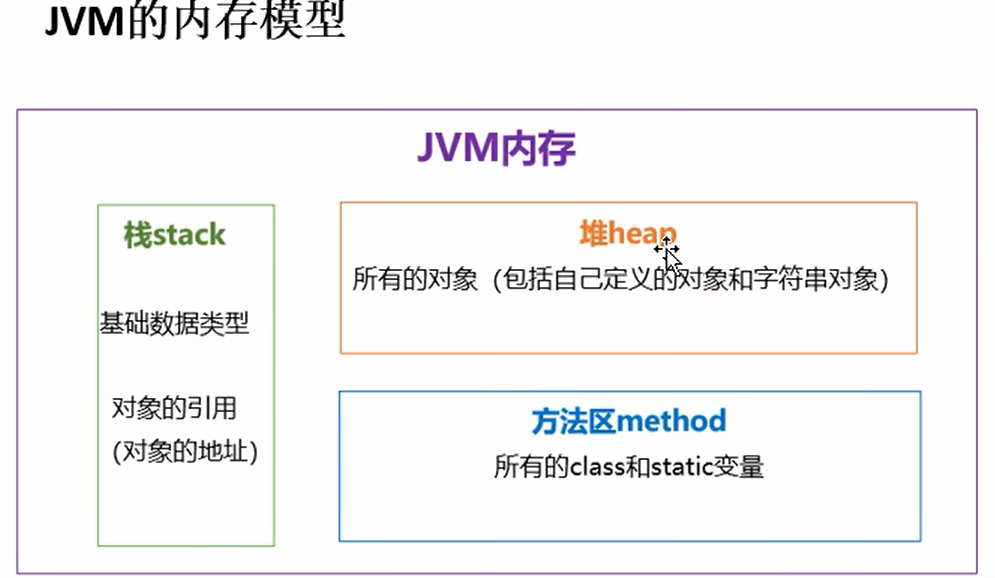 JVM的内存模型
JVM内存
栈stack
基础数据类型
对象的引用
(对象的地址)
堆heap
所有的对象（包括自己定义的对象和字符串对象）
方法区method
所有的class和static变量